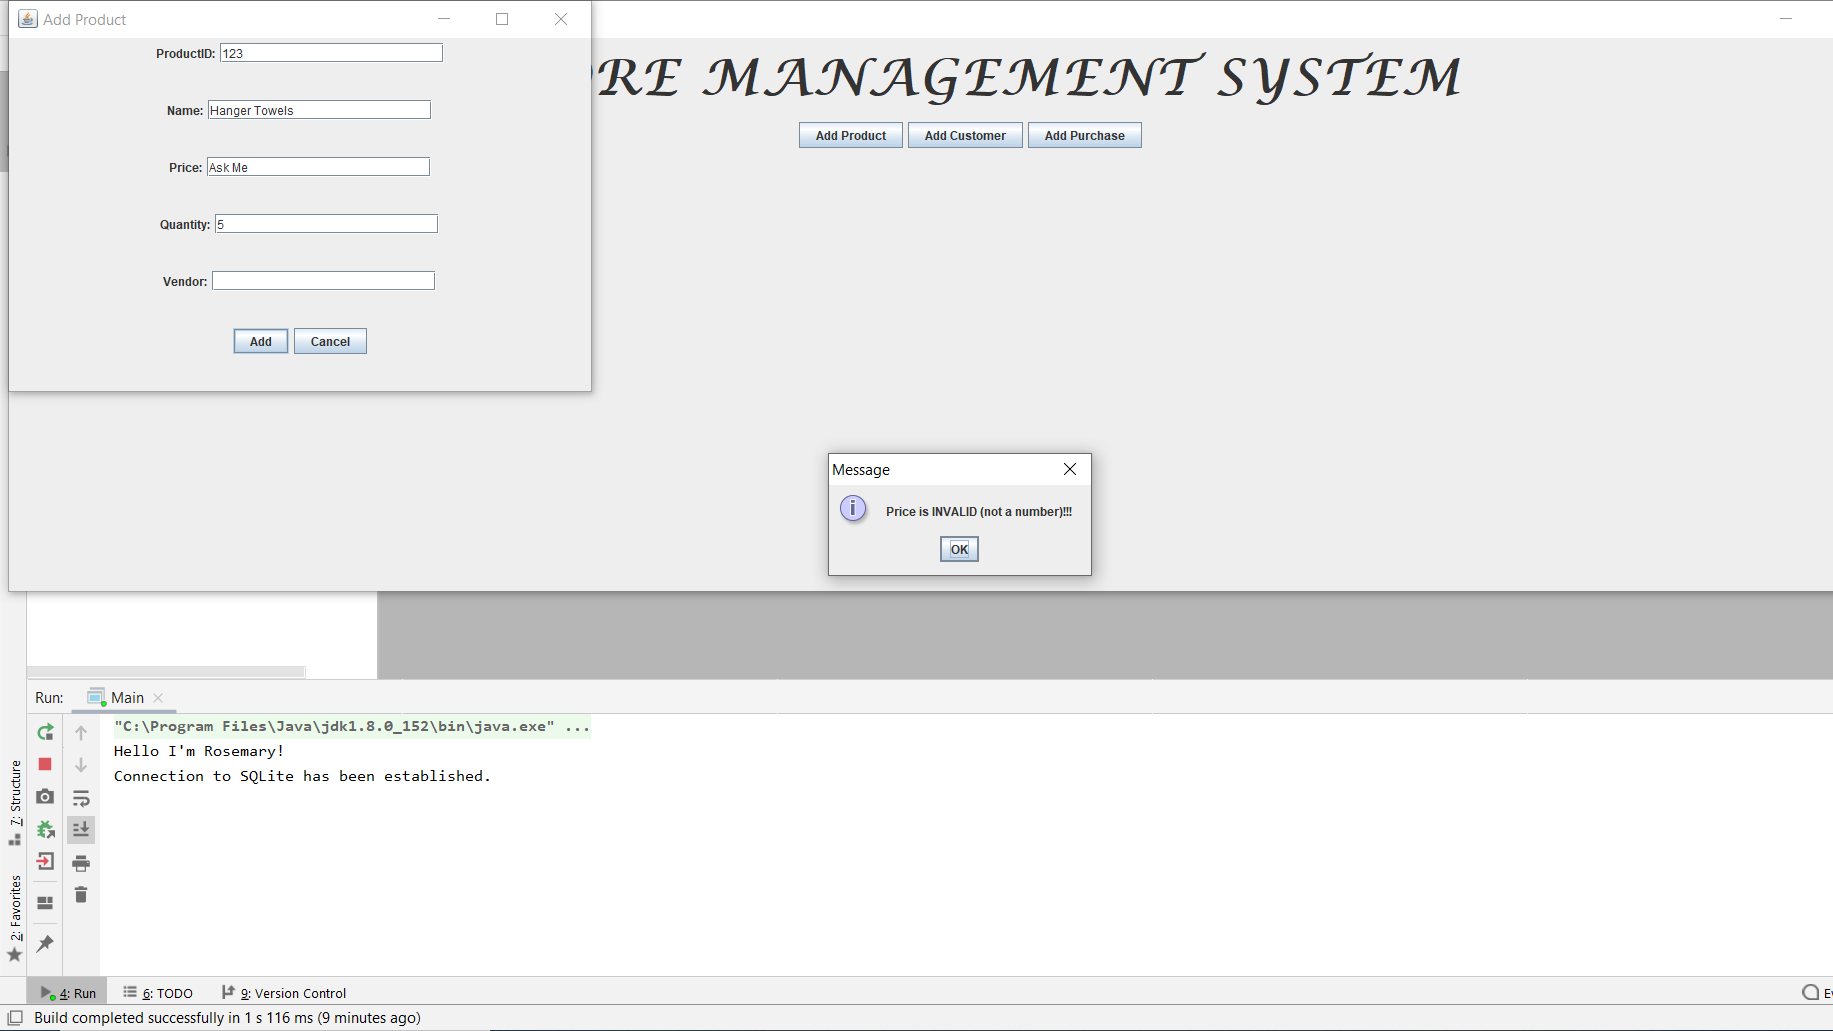 Add Product
ProductID: 123
Name: Hanger Towels
Price: Ask Me
Quantity: 5
Vendor:
Add Cancel
RE MANAGEMENT SYSTEM
Add Product Add Customer Add Purchase
Message
Price is INVALID (not a number)!!!
OK
Run: Main
"C:\Program Files\Java\jdk1.8.0_152\bin\java.exe" ...
Hello I'm Rosemary!
Connection to SQLite has been established.
7: Structure
2: Favorites
4: Run 6: TODO 9: Version Control
Build completed successfully in 1 s 116 ms (9 minutes ago)